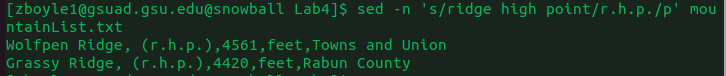 [zboyle1@gsuad.gsu.edu@snowball Lab4]$ sed -n 's/ridge high point/r.h.p./p' mou
ntainList.txt
Wolfpen Ridge, (r.h.p.),4561,feet,Towns and Union
Grassy Ridge, (r.h.p.),4420,feet,Rabun County